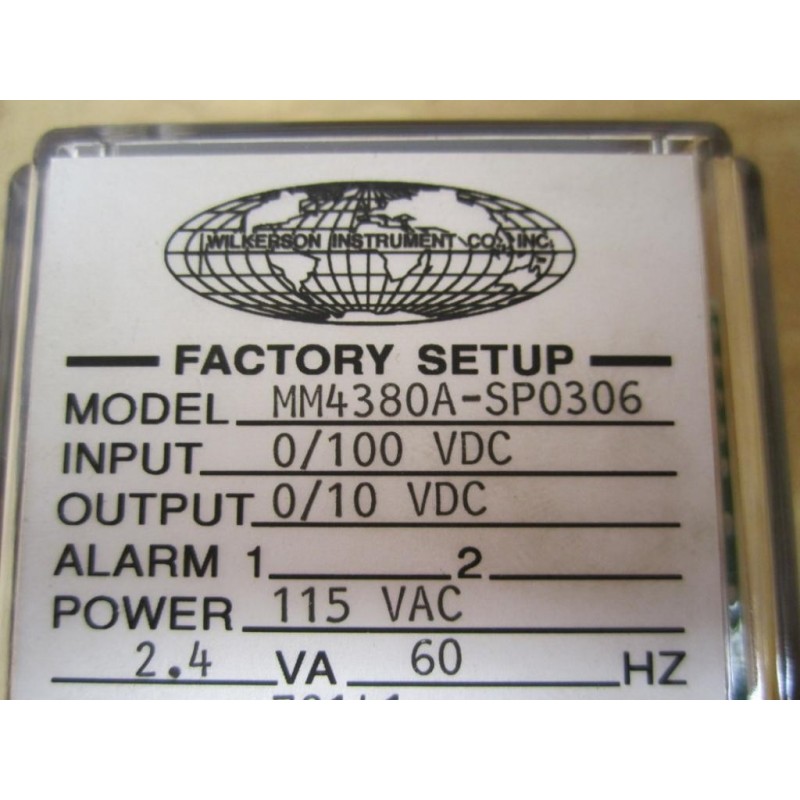 WILKERSON INSTRUMENT CO., INC.
FACTORY SETUP
MODEL MM4380A-SP0306
INPUT 0/100 VDC
OUTPUT 0/10 VDC
ALARM 1 2
POWER 115 VAC
2.4 VA 60 HZ